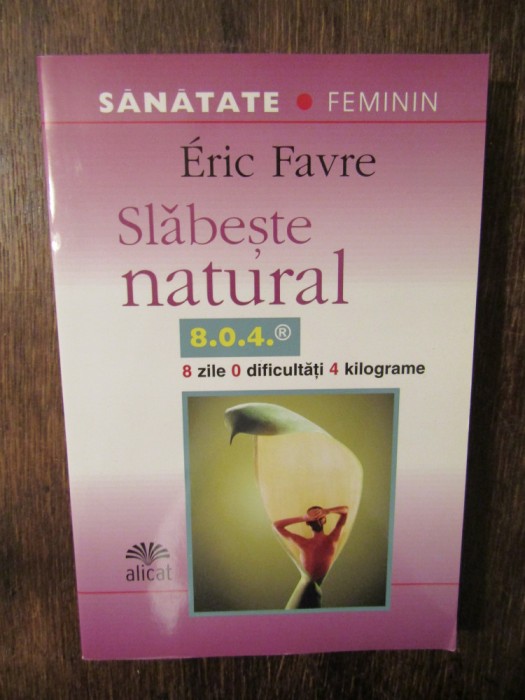 SĂNĂTATE • FEMININ
Éric Favre
Slăbește
natural
8.0.4.®
8 zile 0 dificultăți 4 kilograme
alicat